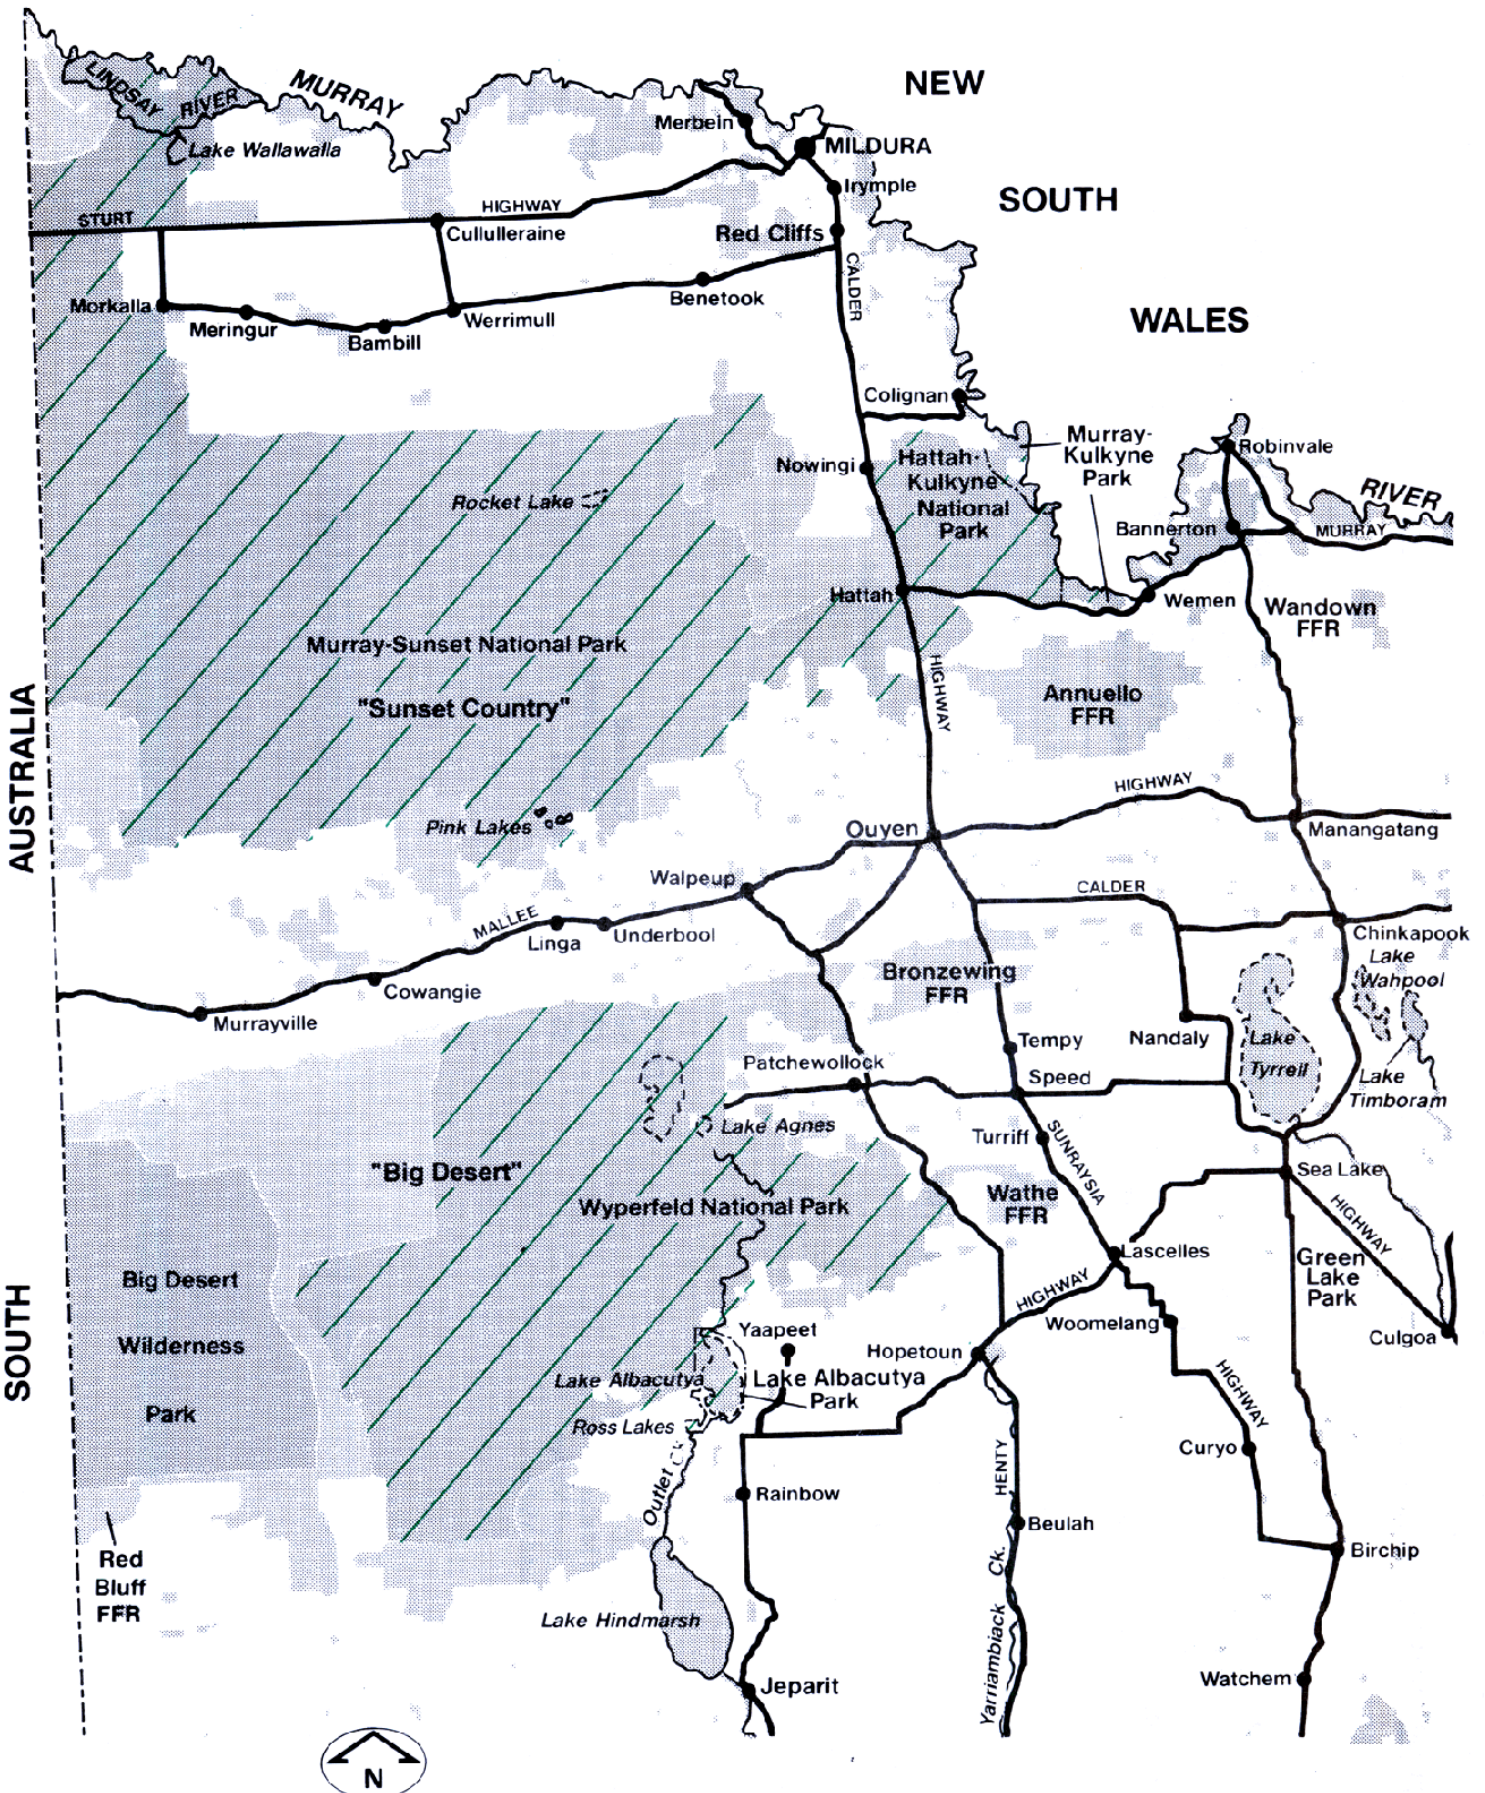 NEW
SOUTH
WALES
LINDSAY
RIVER
MURRAY
Lake Wallawalla
Merbein
MILDURA
Irymple
STURT
HIGHWAY
Cullulleraine
Red Cliffs
CALDER
Morkalla
Meringur
Bambill
Werrimull
Benetook
Colignan
Murray-
Kulkyne
Park
Robinvale
Nowingi
Hattah-
Kulkyne
National
Park
RIVER
Rocket Lake
Bannerton
MURRAY
Hattah
Wemen
Wandown
FFR
Murray-Sunset National Park
"Sunset Country"
HIGHWAY
Annuello
FFR
AUSTRALIA
HIGHWAY
Pink Lakes
Ouyen
Manangatang
Walpeup
CALDER
MALLEE
Linga
Underbool
Chinkapook
Lake
Wahpool
Bronzewing
FFR
Cowangie
Murrayville
Tempy
Nandaly
Lake
Tyrrell
Patchewollock
Speed
Lake
Timboram
Lake Agnes
Turriff
SUNRAYSIA
"Big Desert"
Sea Lake
Wyperfeld National Park
Wathe
FFR
HIGHWAY
Lascelles
Green
Lake
Park
Big Desert
Wilderness
Park
HIGHWAY
Woomelang
Culgoa
Yaapeet
Hopetoun
SOUTH
Lake Albacutya
Lake Albacutya
Park
HIGHWAY
Ross Lakes
Curyo
Outlet Ck
HENTY
Rainbow
Beulah
Birchip
Red
Bluff
FFR
Yarriambiack Ck.
Lake Hindmarsh
Jeparit
Watchem
N